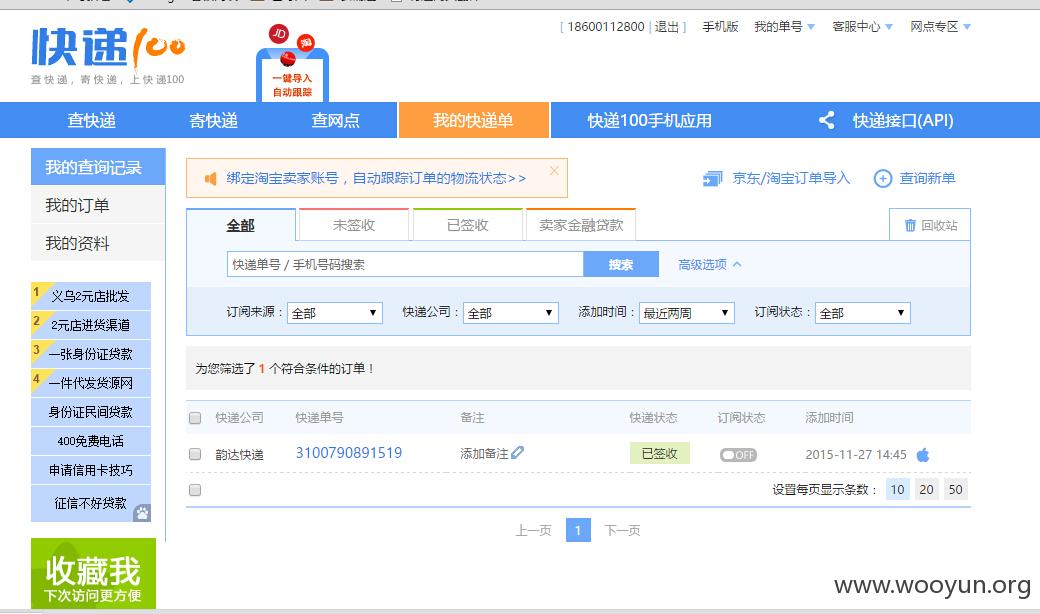 [ 18600112800 | 退出 ] 手机版 我的单号 客服中心 网点专区
快递100
查快递，寄快递，上快递100
JD 淘
一键导入
自动跟踪
查快递 寄快递 查网点 我的快递单 快递100手机应用 快递接口(API)
我的查询记录
我的订单
我的资料
1 义乌2元店批发
2 2元店进货渠道
3 一张身份证贷款
4 一件代发货源网
身份证民间贷款
400免费电话
申请信用卡技巧
征信不好贷款
收藏我
下次访问更方便
绑定淘宝卖家账号，自动跟踪订单的物流状态>>
京东/淘宝订单导入 查询新单
全部 未签收 已签收 卖家金融贷款 回收站
快递单号 / 手机号码搜索 搜索 高级选项
订阅来源： 全部 快递公司： 全部 添加时间： 最近两周 订阅状态： 全部
为您筛选了 1 个符合条件的订单！
快递公司 快递单号 备注 快递状态 订阅状态 添加时间
韵达快递 3100790891519 添加备注 已签收 OFF 2015-11-27 14:45
设置每页显示条数： 10 20 50
上一页 1 下一页
www.wooyun.org